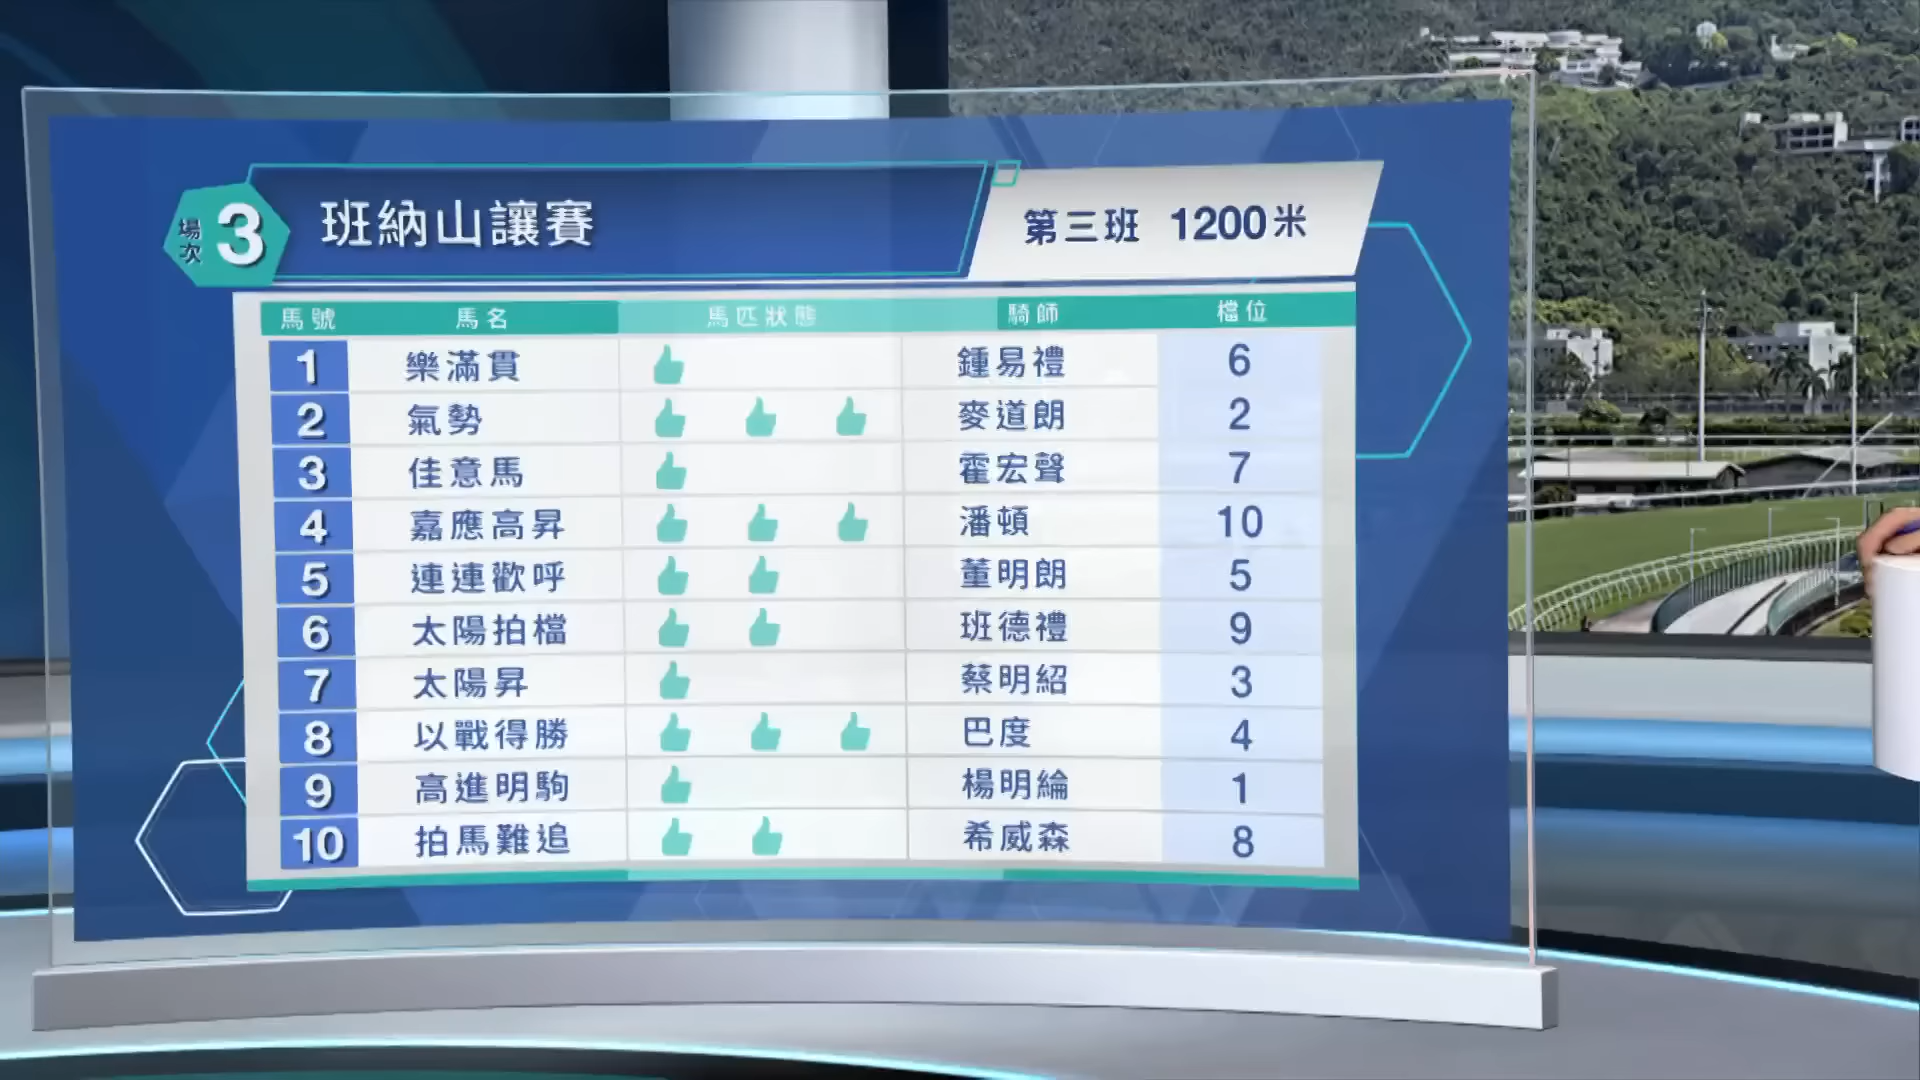 場次 3 班納山讓賽 第三班 1200米
馬號 馬名 馬匹狀態 騎師 檔位
1 樂滿貫 鍾易禮 6
2 氣勢 麥道朗 2
3 佳意馬 霍宏聲 7
4 嘉應高昇 潘頓 10
5 連連歡呼 董明朗 5
6 太陽拍檔 班德禮 9
7 太陽昇 蔡明紹 3
8 以戰得勝 巴度 4
9 高進明駒 楊明綸 1
10 拍馬難追 希威森 8